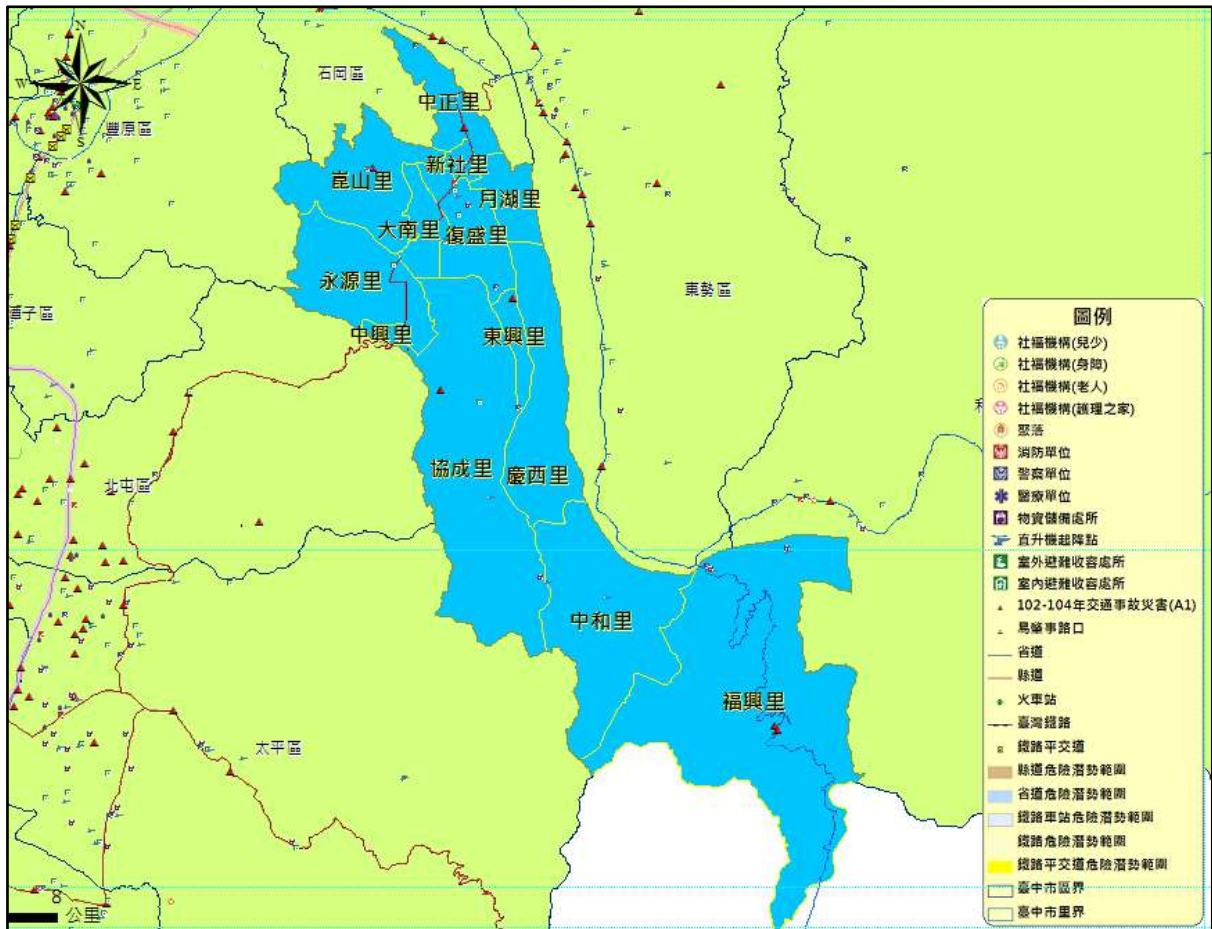 N
W
E
S
石岡區
豐原區
中正里
新社里
崑山里
月湖里
大南里
復盛里
永源里
東勢區
潭子區
中興里
東興里
協成里
慶西里
北屯區
中和里
福興里
太平區
8
公里
圖例
社福機構(兒少)
社福機構(身障)
社福機構(老人)
社福機構(護理之家)
聚落
消防單位
警察單位
醫療單位
物資儲備處所
直升機起降點
室外避難收容處所
室內避難收容處所
102-104年交通事故災害(A1)
易肇事路口
省道
縣道
火車站
臺灣鐵路
鐵路平交道
縣道危險潛勢範圍
省道危險潛勢範圍
鐵路車站危險潛勢範圍
鐵路危險潛勢範圍
鐵路平交道危險潛勢範圍
臺中市區界
臺中市里界